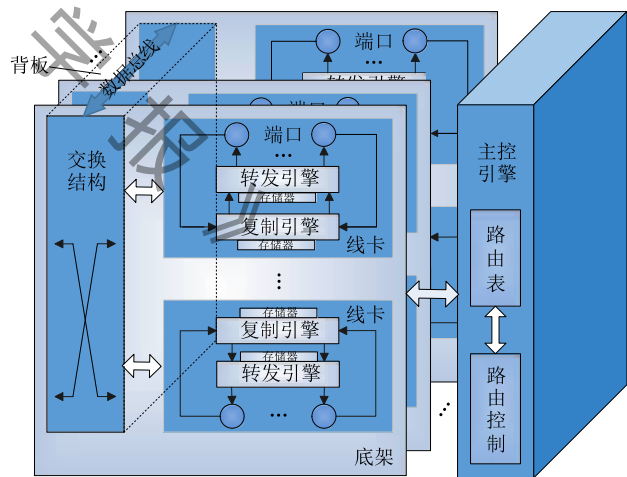 端口
…
转发引擎
背板
…
数据总线
端口
交换
结构
端口
…
转发引擎
存储器
复制引擎
存储器
线卡
…
存储器
线卡
复制引擎
存储器
转发引擎
…
底架
主控
引擎
路由表
路由控制
…
学报》